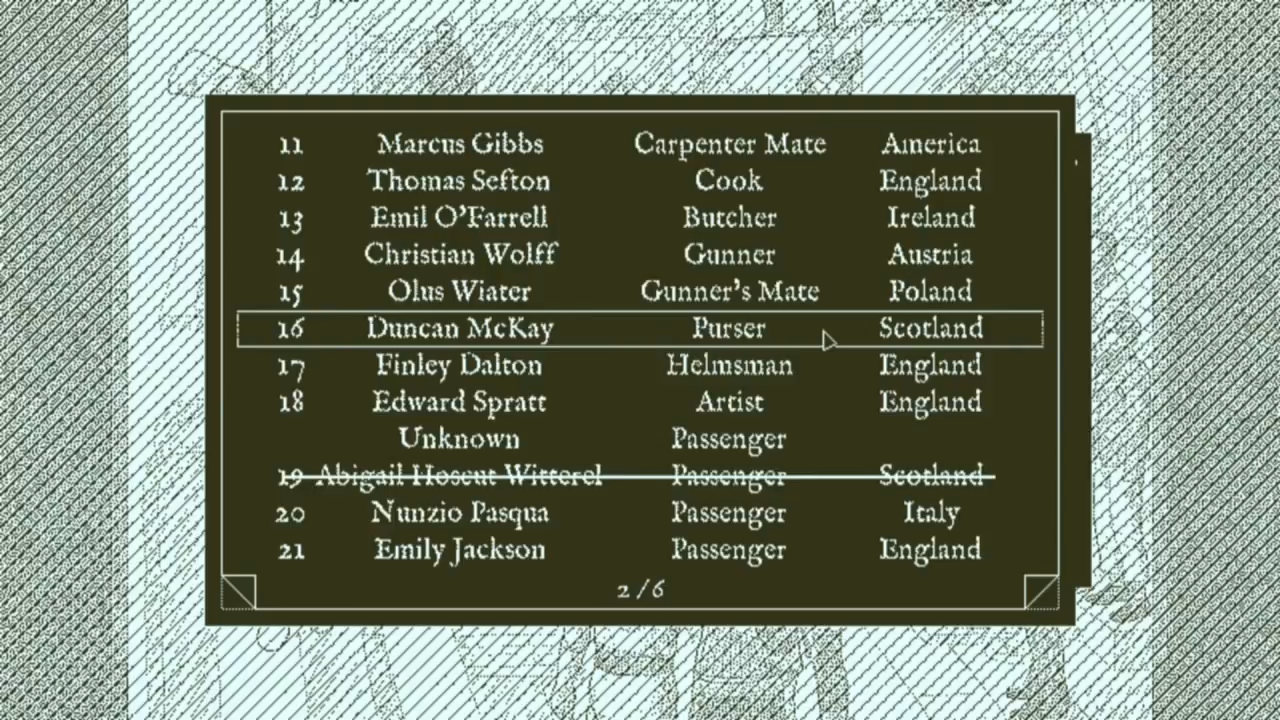 11 Marcus Gibbs Carpenter Mate America
12 Thomas Sefton Cook England
13 Emil O'Farrell Butcher Ireland
14 Christian Wolff Gunner Austria
15 Olus Wiater Gunner's Mate Poland
16 Duncan McKay Purser Scotland
17 Finley Dalton Helmsman England
18 Edward Spratt Artist England
Unknown Passenger
19 Abigail Hoscut Witterel Passenger Scotland
20 Nunzio Pasqua Passenger Italy
21 Emily Jackson Passenger England
2/6